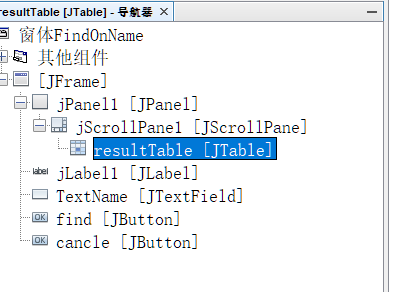 resultTable [JTable] - 导航器
窗体FindOnName
其他组件
[JFrame]
jPanel1 [JPanel]
jScrollPanel [JScrollPane]
resultTable [JTable]
label jLabel1 [JLabel]
TextName [JTextField]
OK find [JButton]
OK cancle [JButton]